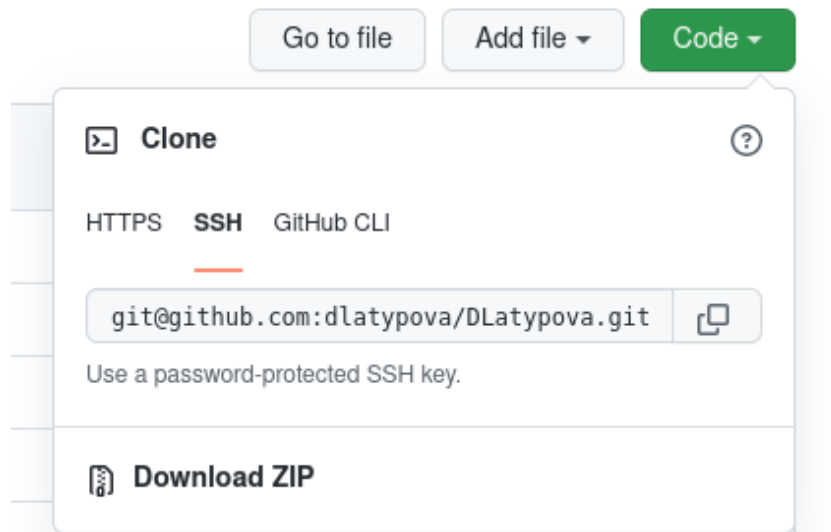 Go to file Add file Code
Clone
HTTPS SSH GitHub CLI
git@github.com:dlatypova/DLatypova.git
Use a password-protected SSH key.
Download ZIP